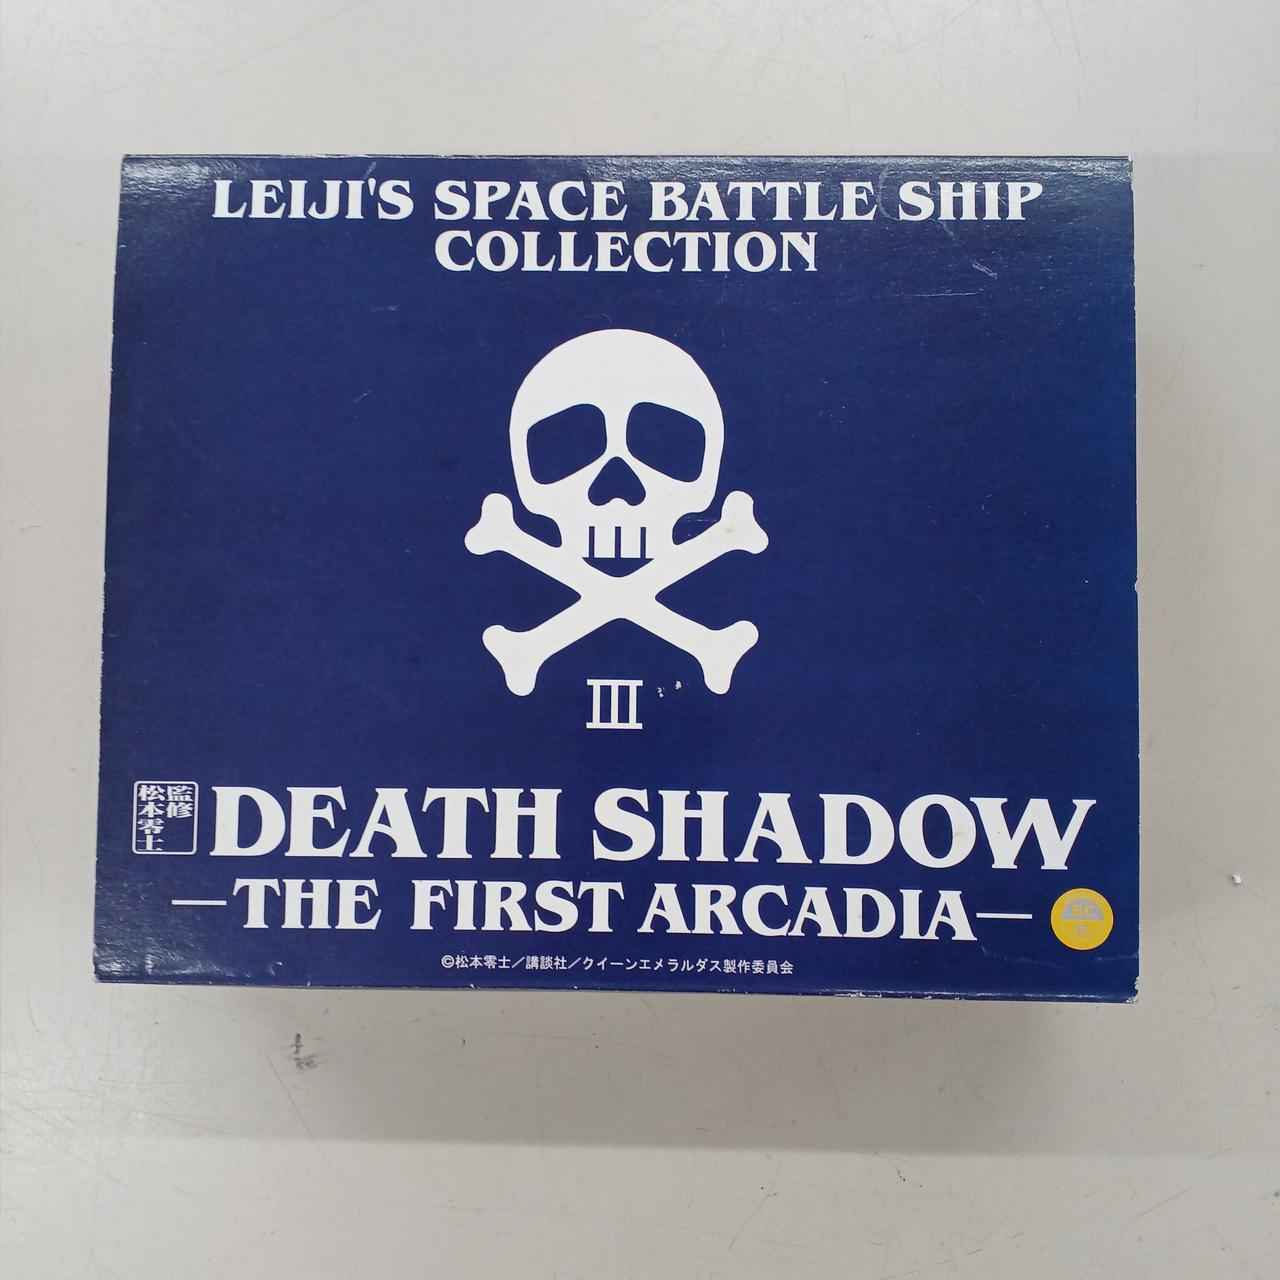 LEIJI'S SPACE BATTLE SHIP
COLLECTION
III
監修
松本零士
DEATH SHADOW
—THE FIRST ARCADIA—
©松本零士／講談社／クイーンエメラルダス製作委員会